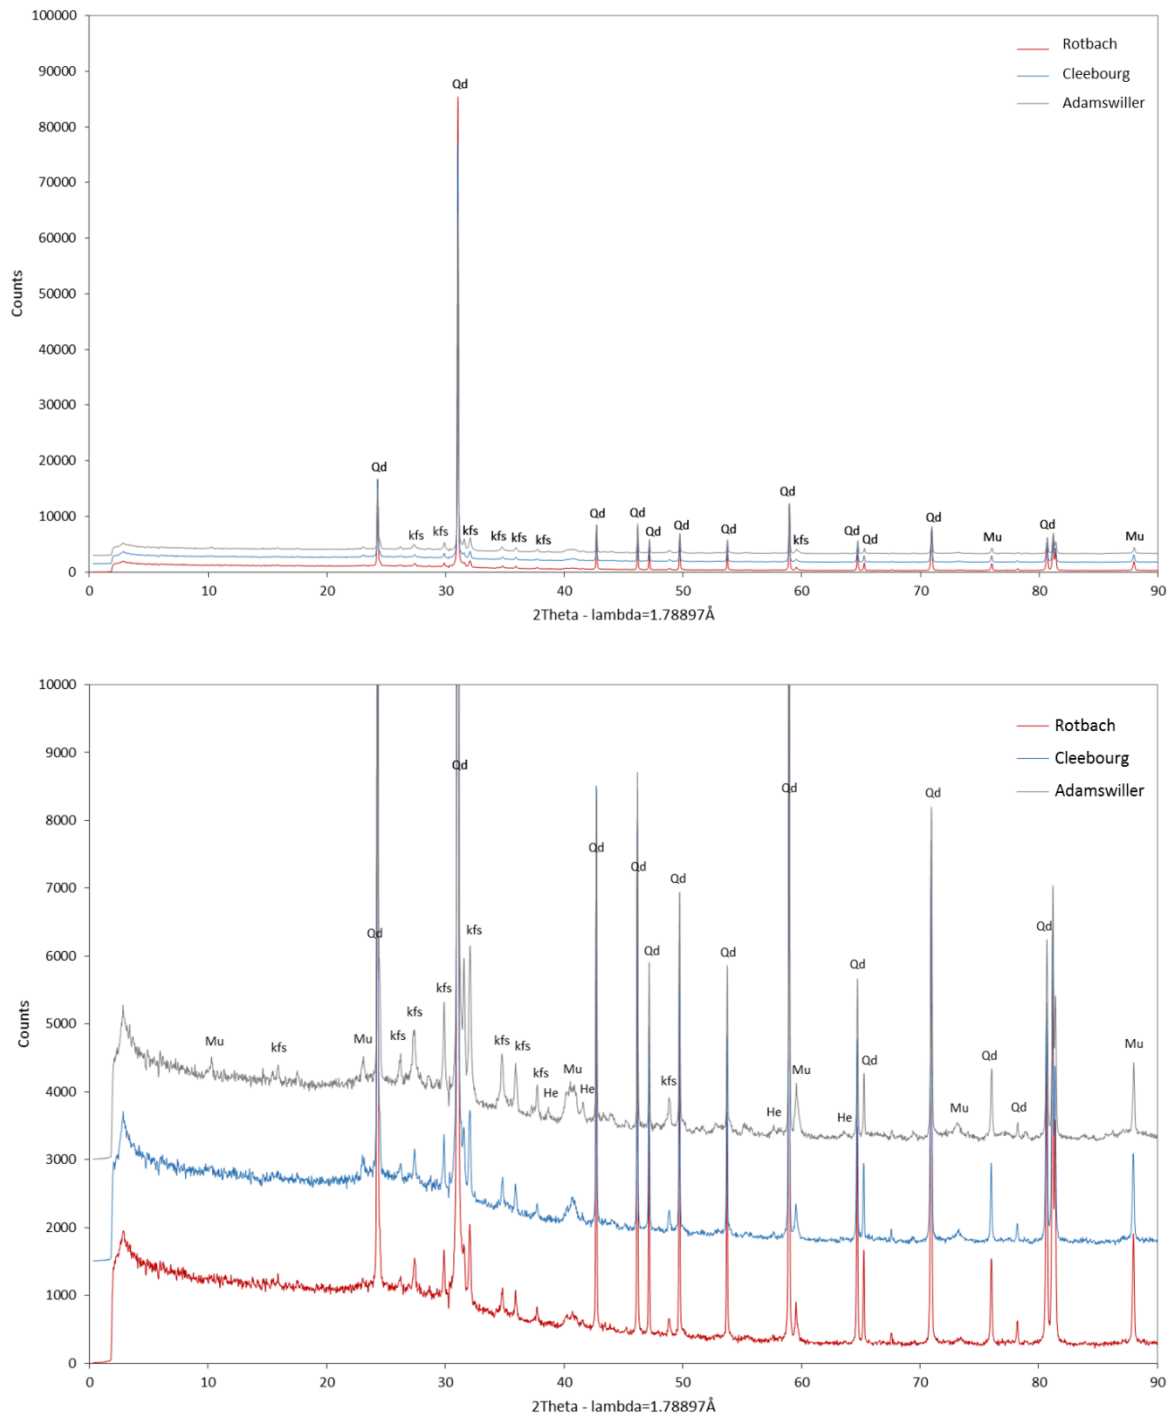 100000
90000
80000
70000
60000
50000
40000
30000
20000
10000
0
Counts
Rotbach
Cleebourg
Adamswiller
Qd
Qd
kfs
kfs
kfs
kfs
kfs
kfs
Qd
Qd
Qd
Qd
Qd
Qd
kfs
Qd
Qd
Qd
Mu
Qd
Mu
0 10 20 30 40 50 60 70 80 90
2Theta - lambda=1.78897Å
10000
9000
8000
7000
6000
5000
4000
3000
2000
1000
0
Counts
Rotbach
Cleebourg
Adamswiller
Mu
kfs
Mu
Qd
kfs
kfs
kfs
Qd
kfs
kfs
kfs
kfs
He
Mu
He
Qd
Qd
Qd
kfs
Qd
Qd
He
Qd
He
Qd
Qd
Qd
Mu
Qd
Qd
Qd
Mu
0 10 20 30 40 50 60 70 80 90
2Theta - lambda=1.78897Å